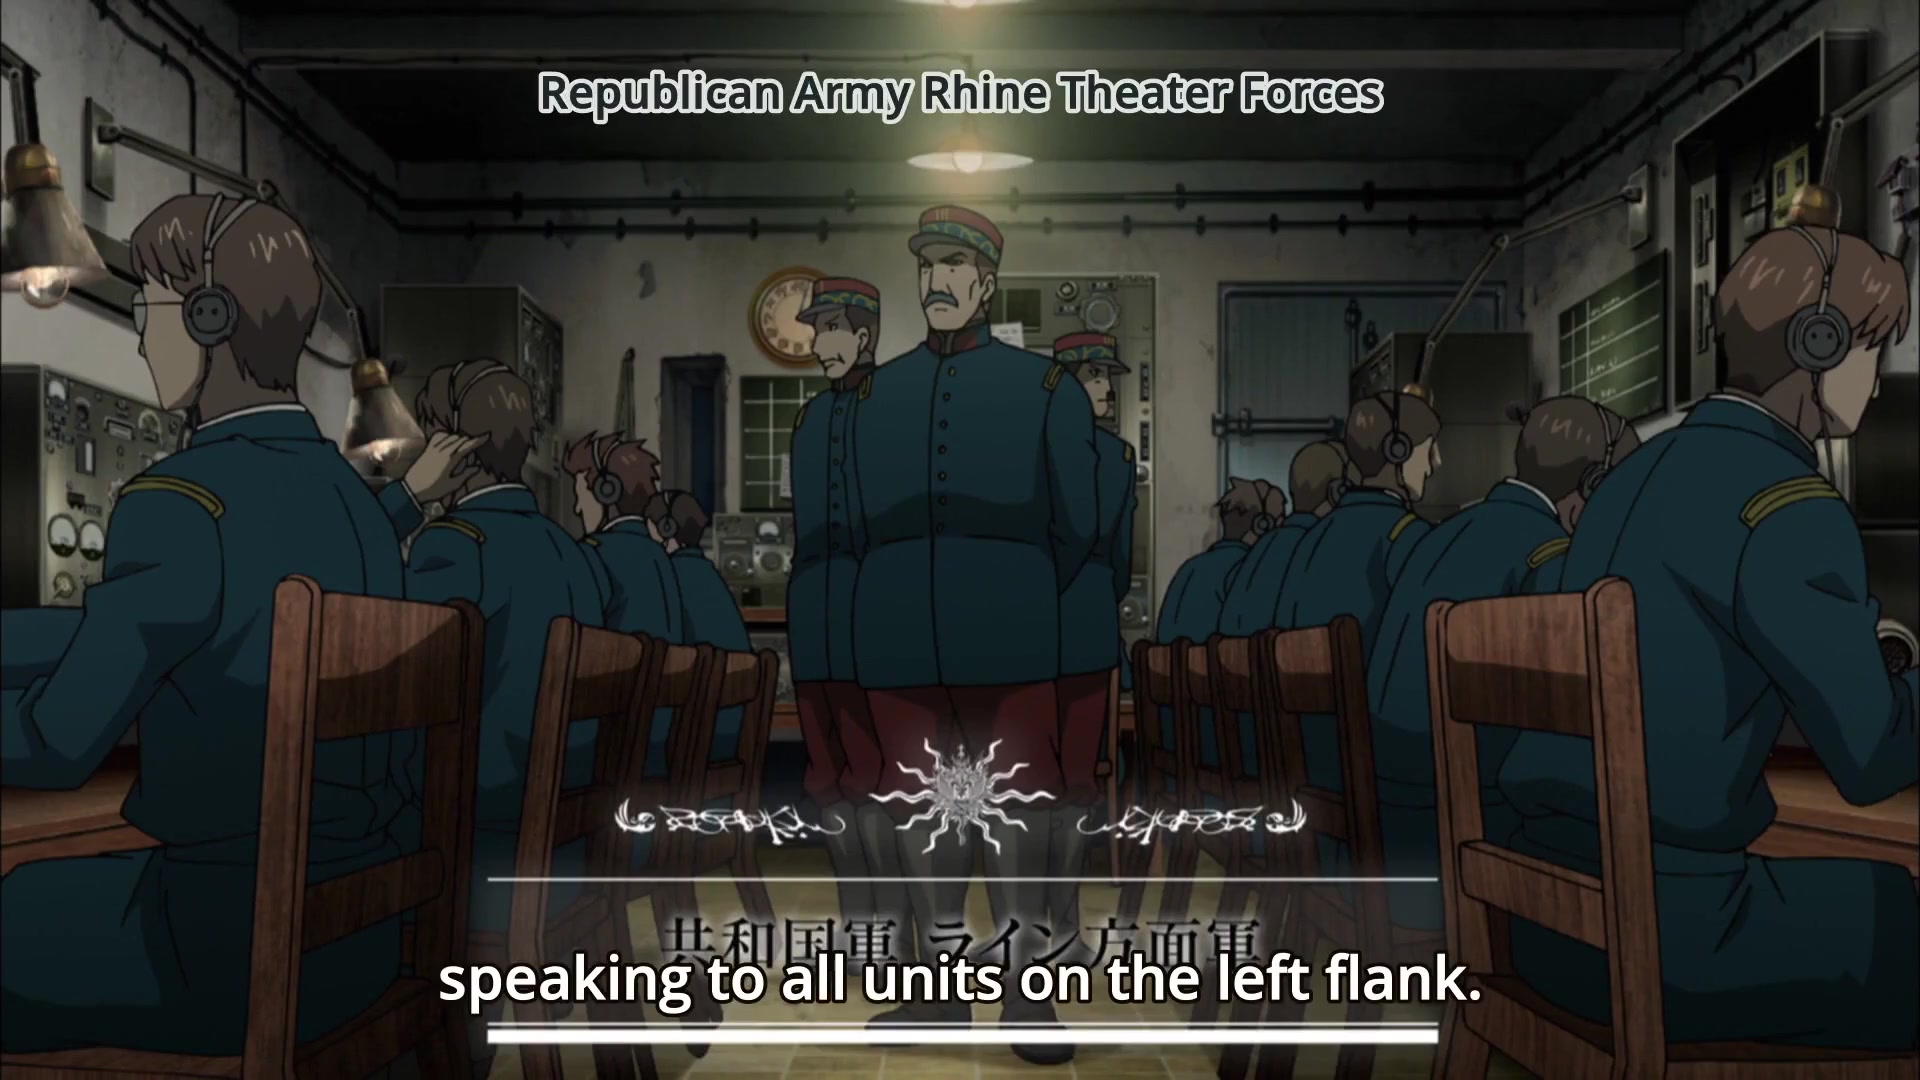 Republican Army Rhine Theater Forces
共和国軍 ライン方面軍
speaking to all units on the left flank.